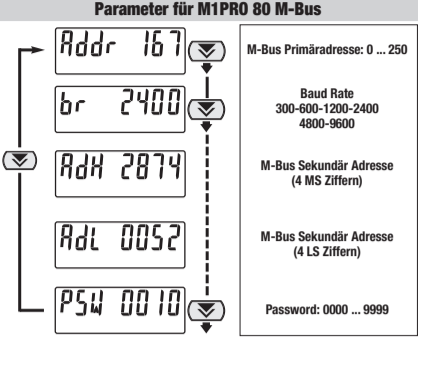 Parameter für M1PRO 80 M-Bus
Addr 167
M-Bus Primäradresse: 0 ... 250
br 2400
Baud Rate
300-600-1200-2400
4800-9600
AdH 2874
M-Bus Sekundär Adresse
(4 MS Ziffern)
AdL 0052
M-Bus Sekundär Adresse
(4 LS Ziffern)
PSW 0010
Password: 0000 ... 9999